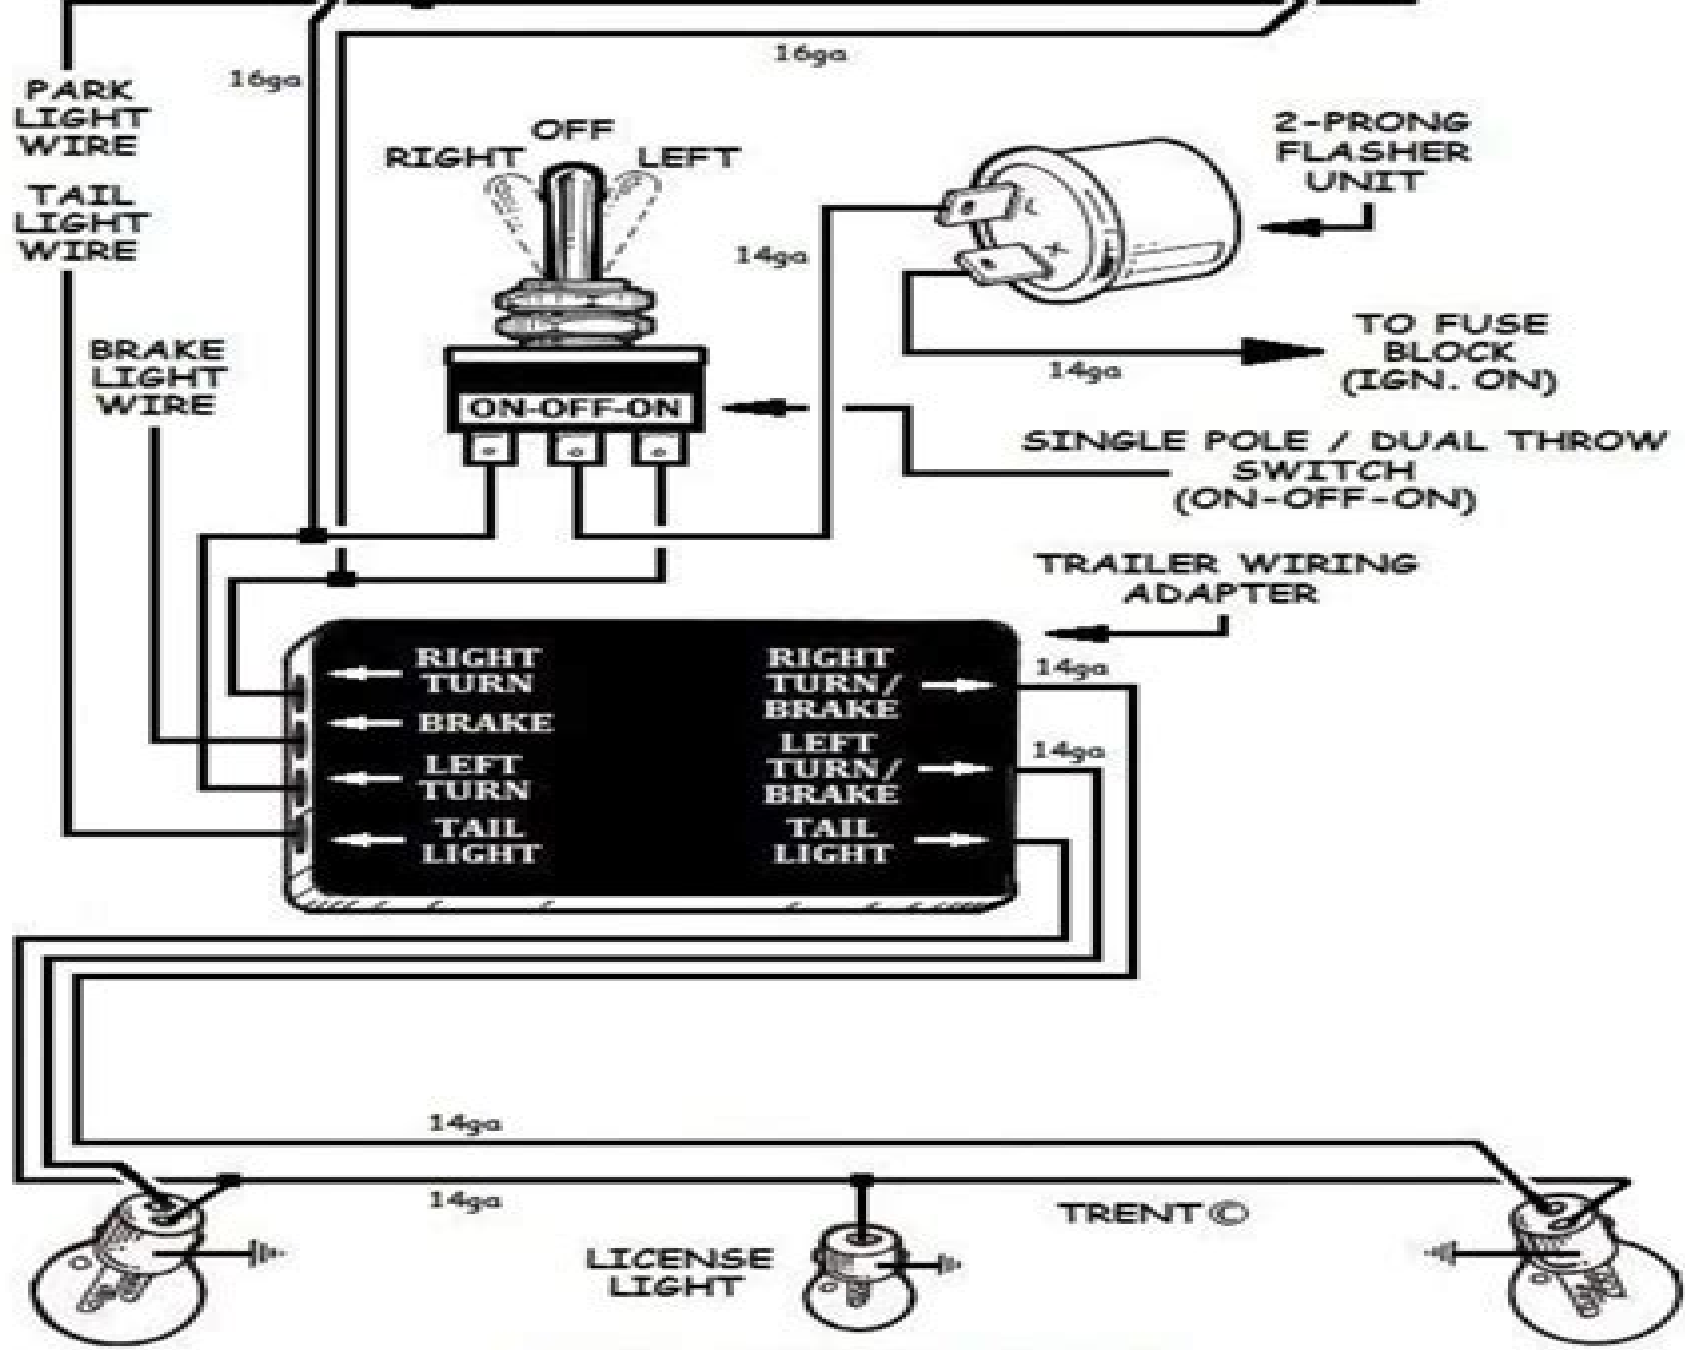 16ga
16ga
PARK
LIGHT
WIRE
TAIL
LIGHT
WIRE
BRAKE
LIGHT
WIRE
OFF
RIGHT
LEFT
14ga
2-PRONG
FLASHER
UNIT
L
+
TO FUSE
BLOCK
(IGN. ON)
14ga
ON-OFF-ON
SINGLE POLE / DUAL THROW
SWITCH
(ON-OFF-ON)
TRAILER WIRING
ADAPTER
RIGHT
TURN
BRAKE
LEFT
TURN
TAIL
LIGHT
RIGHT
TURN/
BRAKE
LEFT
TURN/
BRAKE
TAIL
LIGHT
14ga
14ga
14ga
14ga
TRENT©
LICENSE
LIGHT